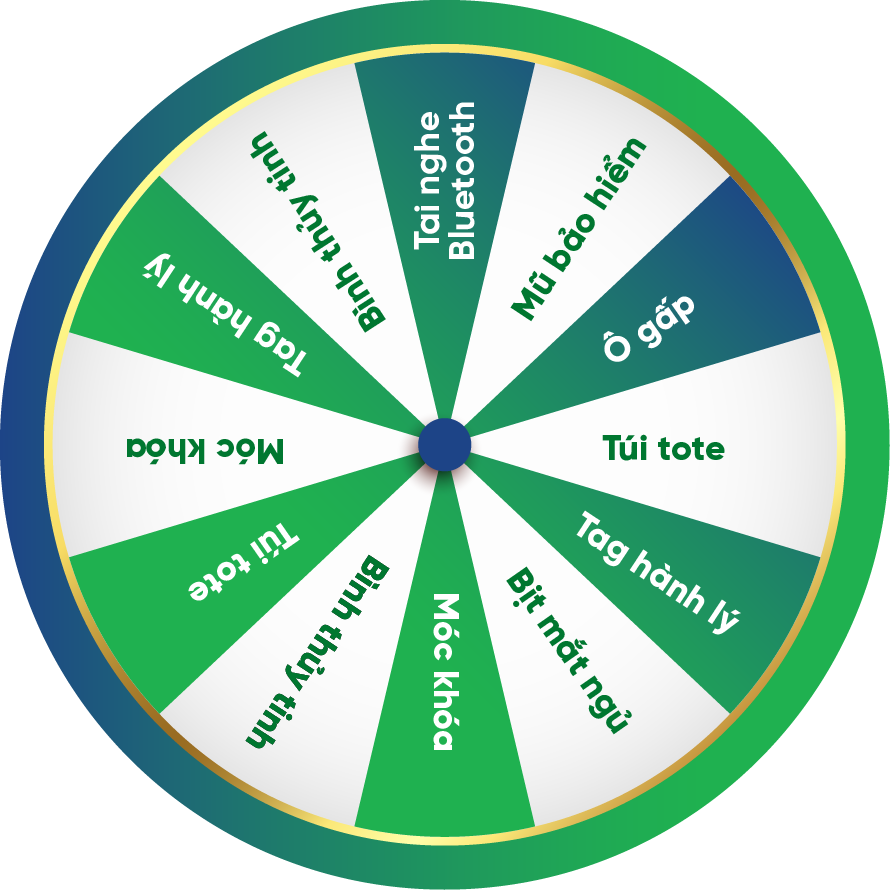 Tai nghe
Bluetooth
Mũ bảo hiểm
Ô gấp
Túi tote
Tag hành lý
Bịt mắt ngủ
Móc khóa
Bình thủy tinh
Túi tote
Móc khóa
Tag hành lý
Bình thủy tinh